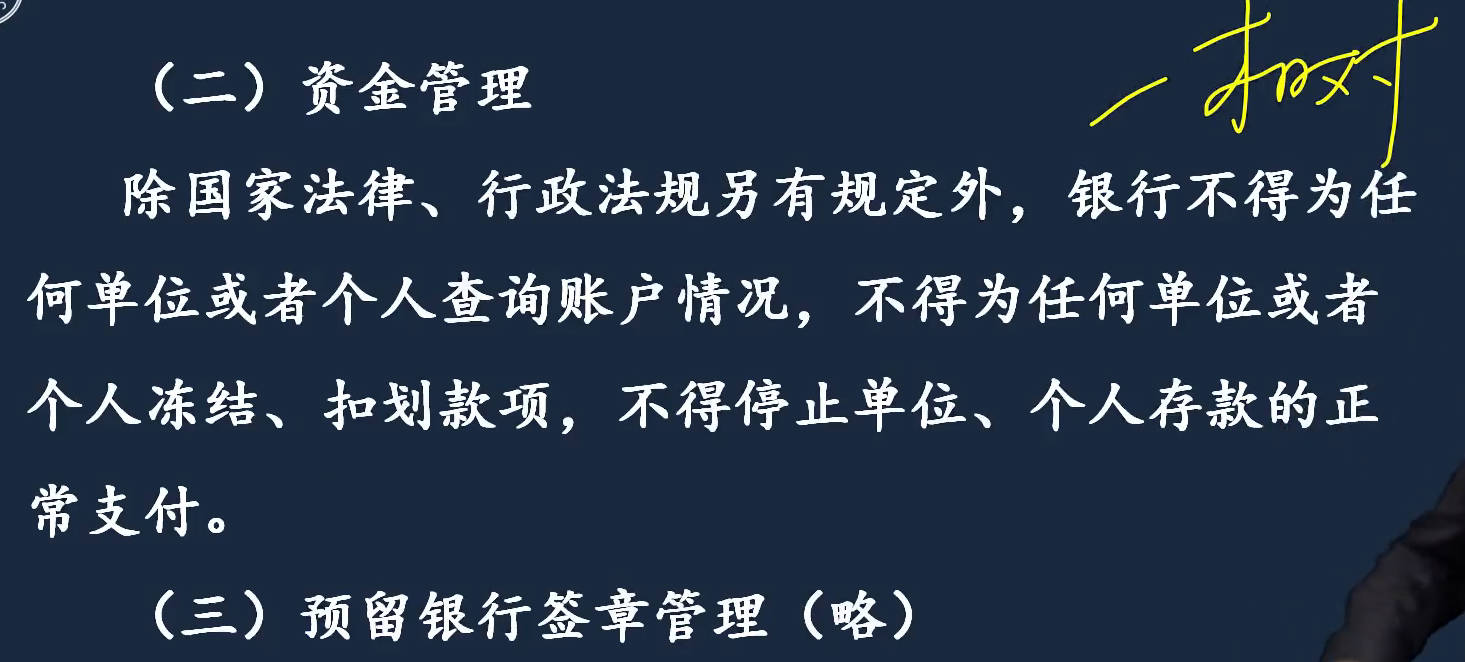 （二）资金管理
除国家法律、行政法规另有规定外，银行不得为任
何单位或者个人查询账户情况，不得为任何单位或者
个人冻结、扣划款项，不得停止单位、个人存款的正
常支付。
（三）预留银行签章管理（略）